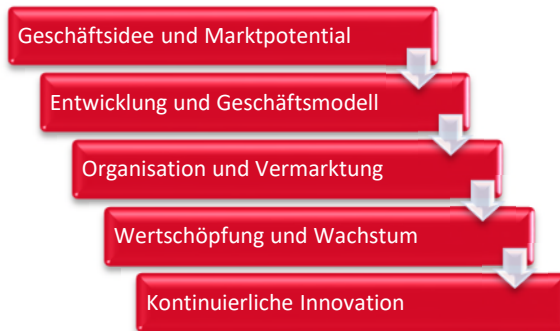 Geschäftsidee und Marktpotential
Entwicklung und Geschäftsmodell
Organisation und Vermarktung
Wertschöpfung und Wachstum
Kontinuierliche Innovation